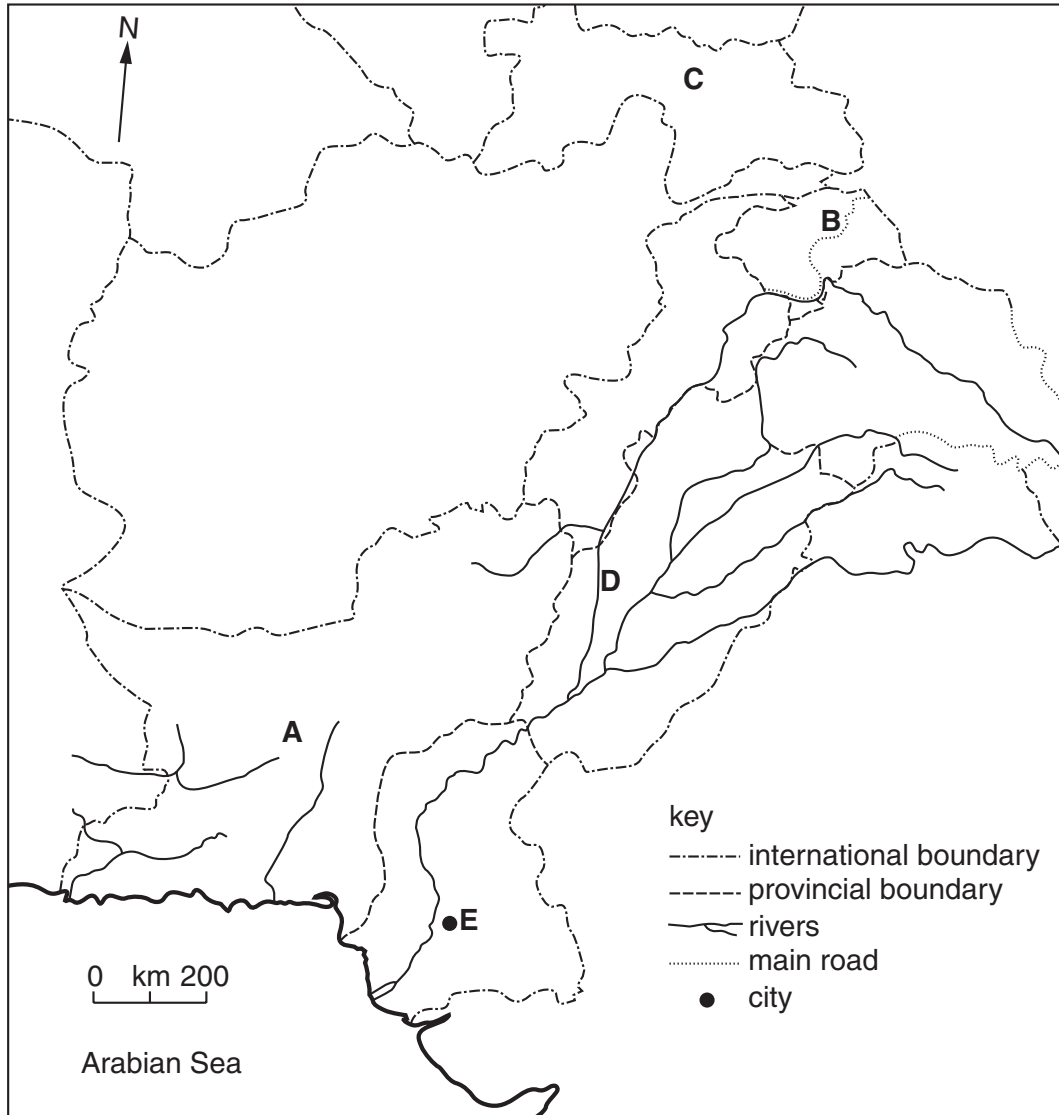 N
C
B
D
A
E
key
international boundary
provincial boundary
rivers
main road
city
0 km 200
Arabian Sea